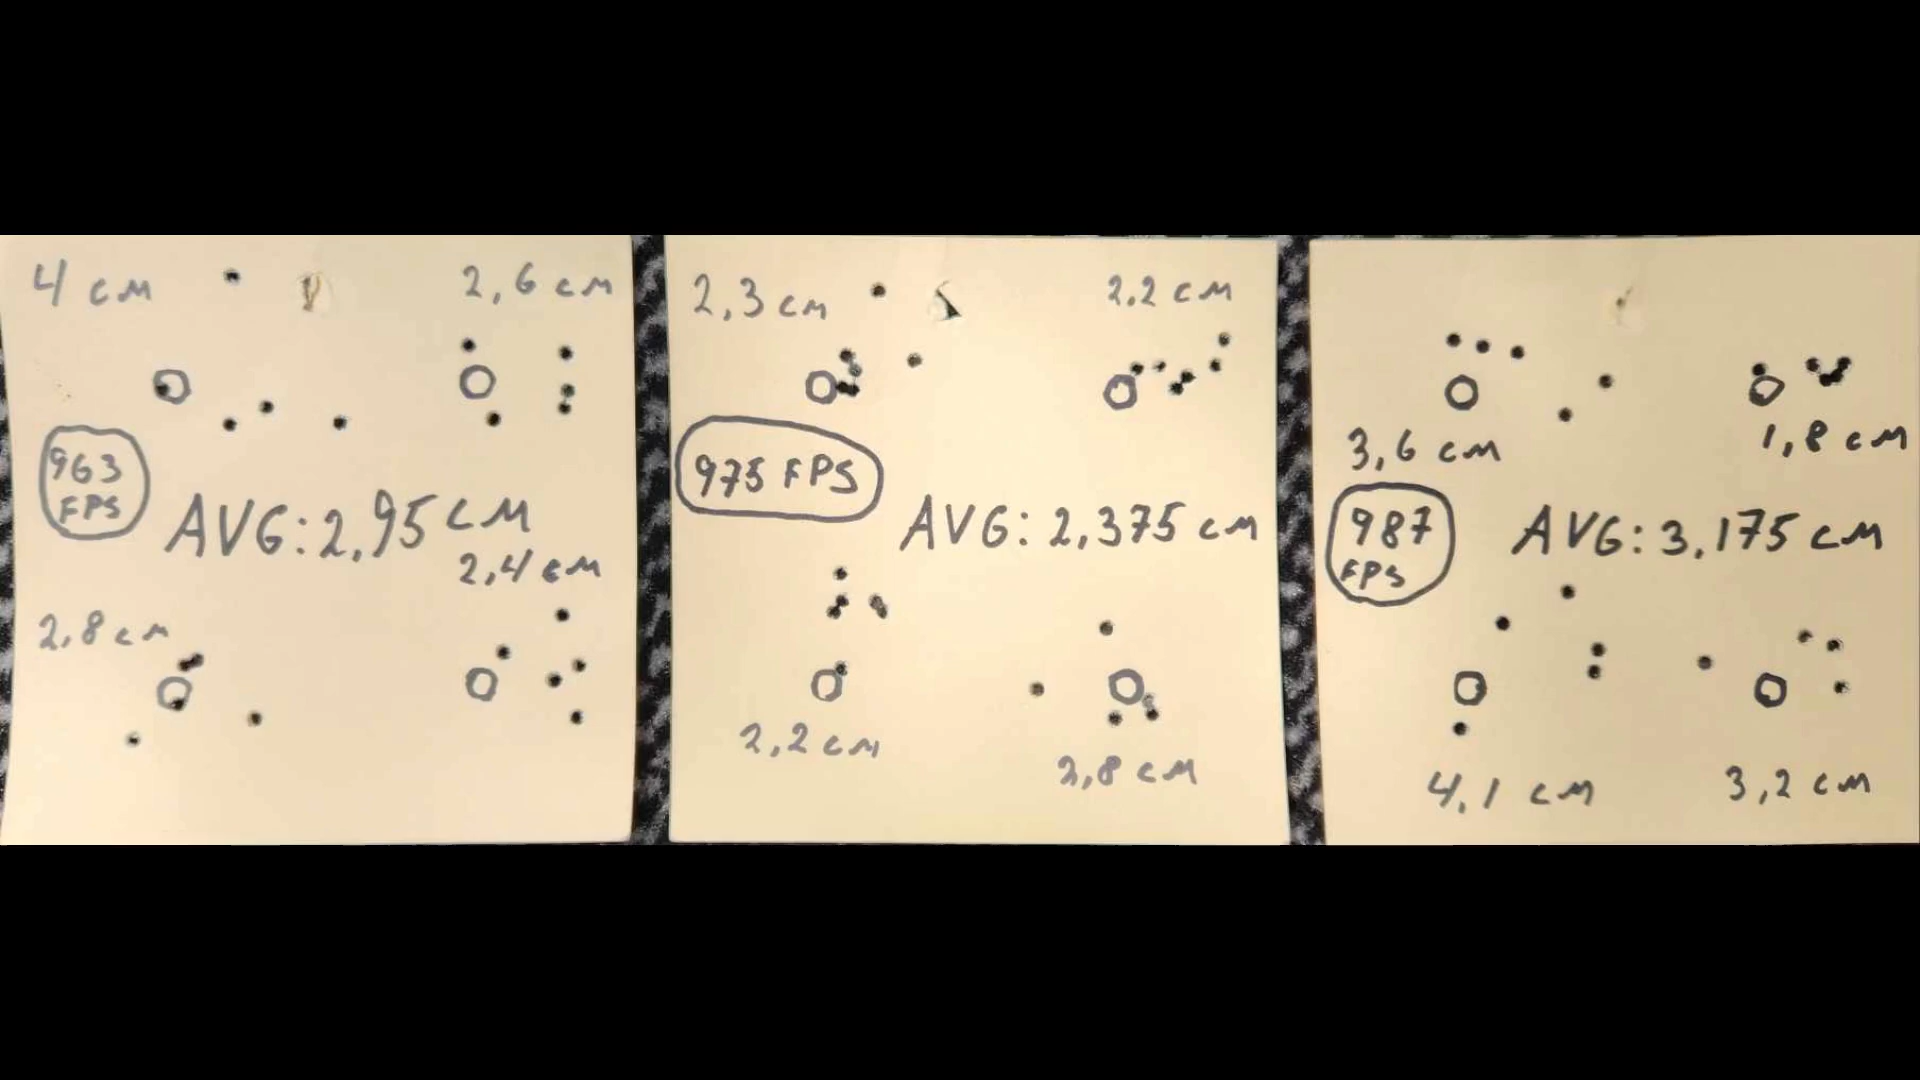 4 cm
2,6 cm
963
FPS
AVG: 2,95 cm
2,4 cm
2,8 cm
2,3 cm
2,2 cm
975 FPS
AVG: 2,375 cm
2,2 cm
2,8 cm
3,6 cm
1,8 cm
987
FPS
AVG: 3,175 cm
4,1 cm
3,2 cm